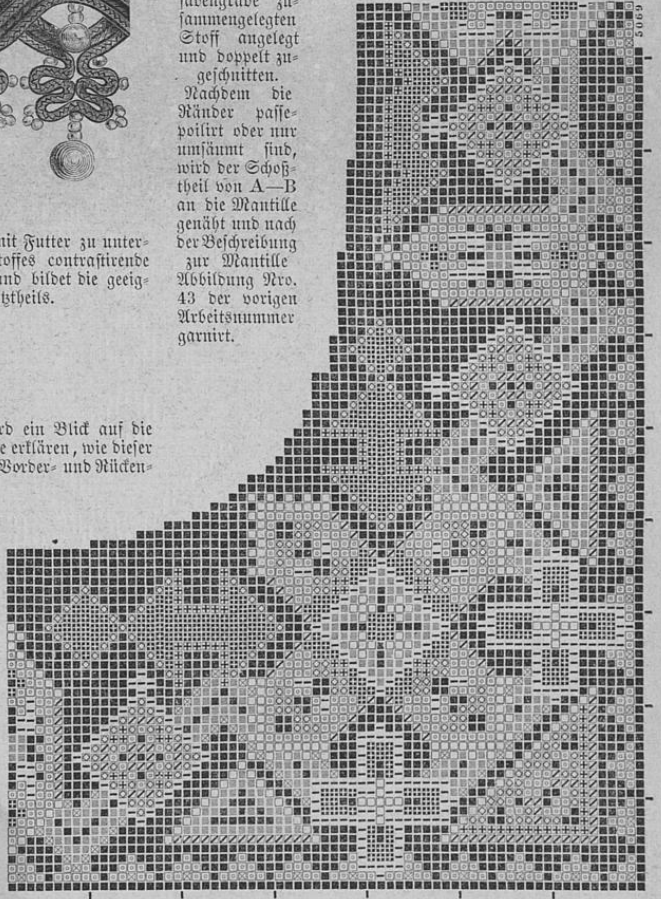 sammengelegten
Stoff angelegt
und doppelt zu-
geschnitten.
Nachdem die
Ränder passe-
poilirt oder nur
umsäumt sind,
wird der Schoß-
theil von A—B
an die Mantille
genäht und nach
der Beschreibung
zur Mantille
Abbildung Nro.
43 der vorigen
Arbeitsnummer
garnirt.
mit Futter zu unter-
toffes contrastirende
und bildet die geeig-
tztheils.
rd ein Blick auf die
e erklären, wie dieser
Vorder- und Rücken-
5069